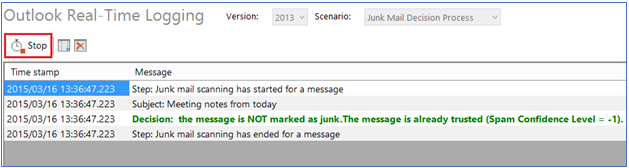 Outlook Real-Time Logging Version: 2013 Scenario: Junk Mail Decision Process
Stop
Time stamp Message
2015/03/16 13:36:47.223 Step: Junk mail scanning has started for a message
2015/03/16 13:36:47.223 Subject: Meeting notes from today
2015/03/16 13:36:47.223 Decision: the message is NOT marked as junk.The message is already trusted (Spam Confidence Level = -1).
2015/03/16 13:36:47.223 Step: Junk mail scanning has ended for a message